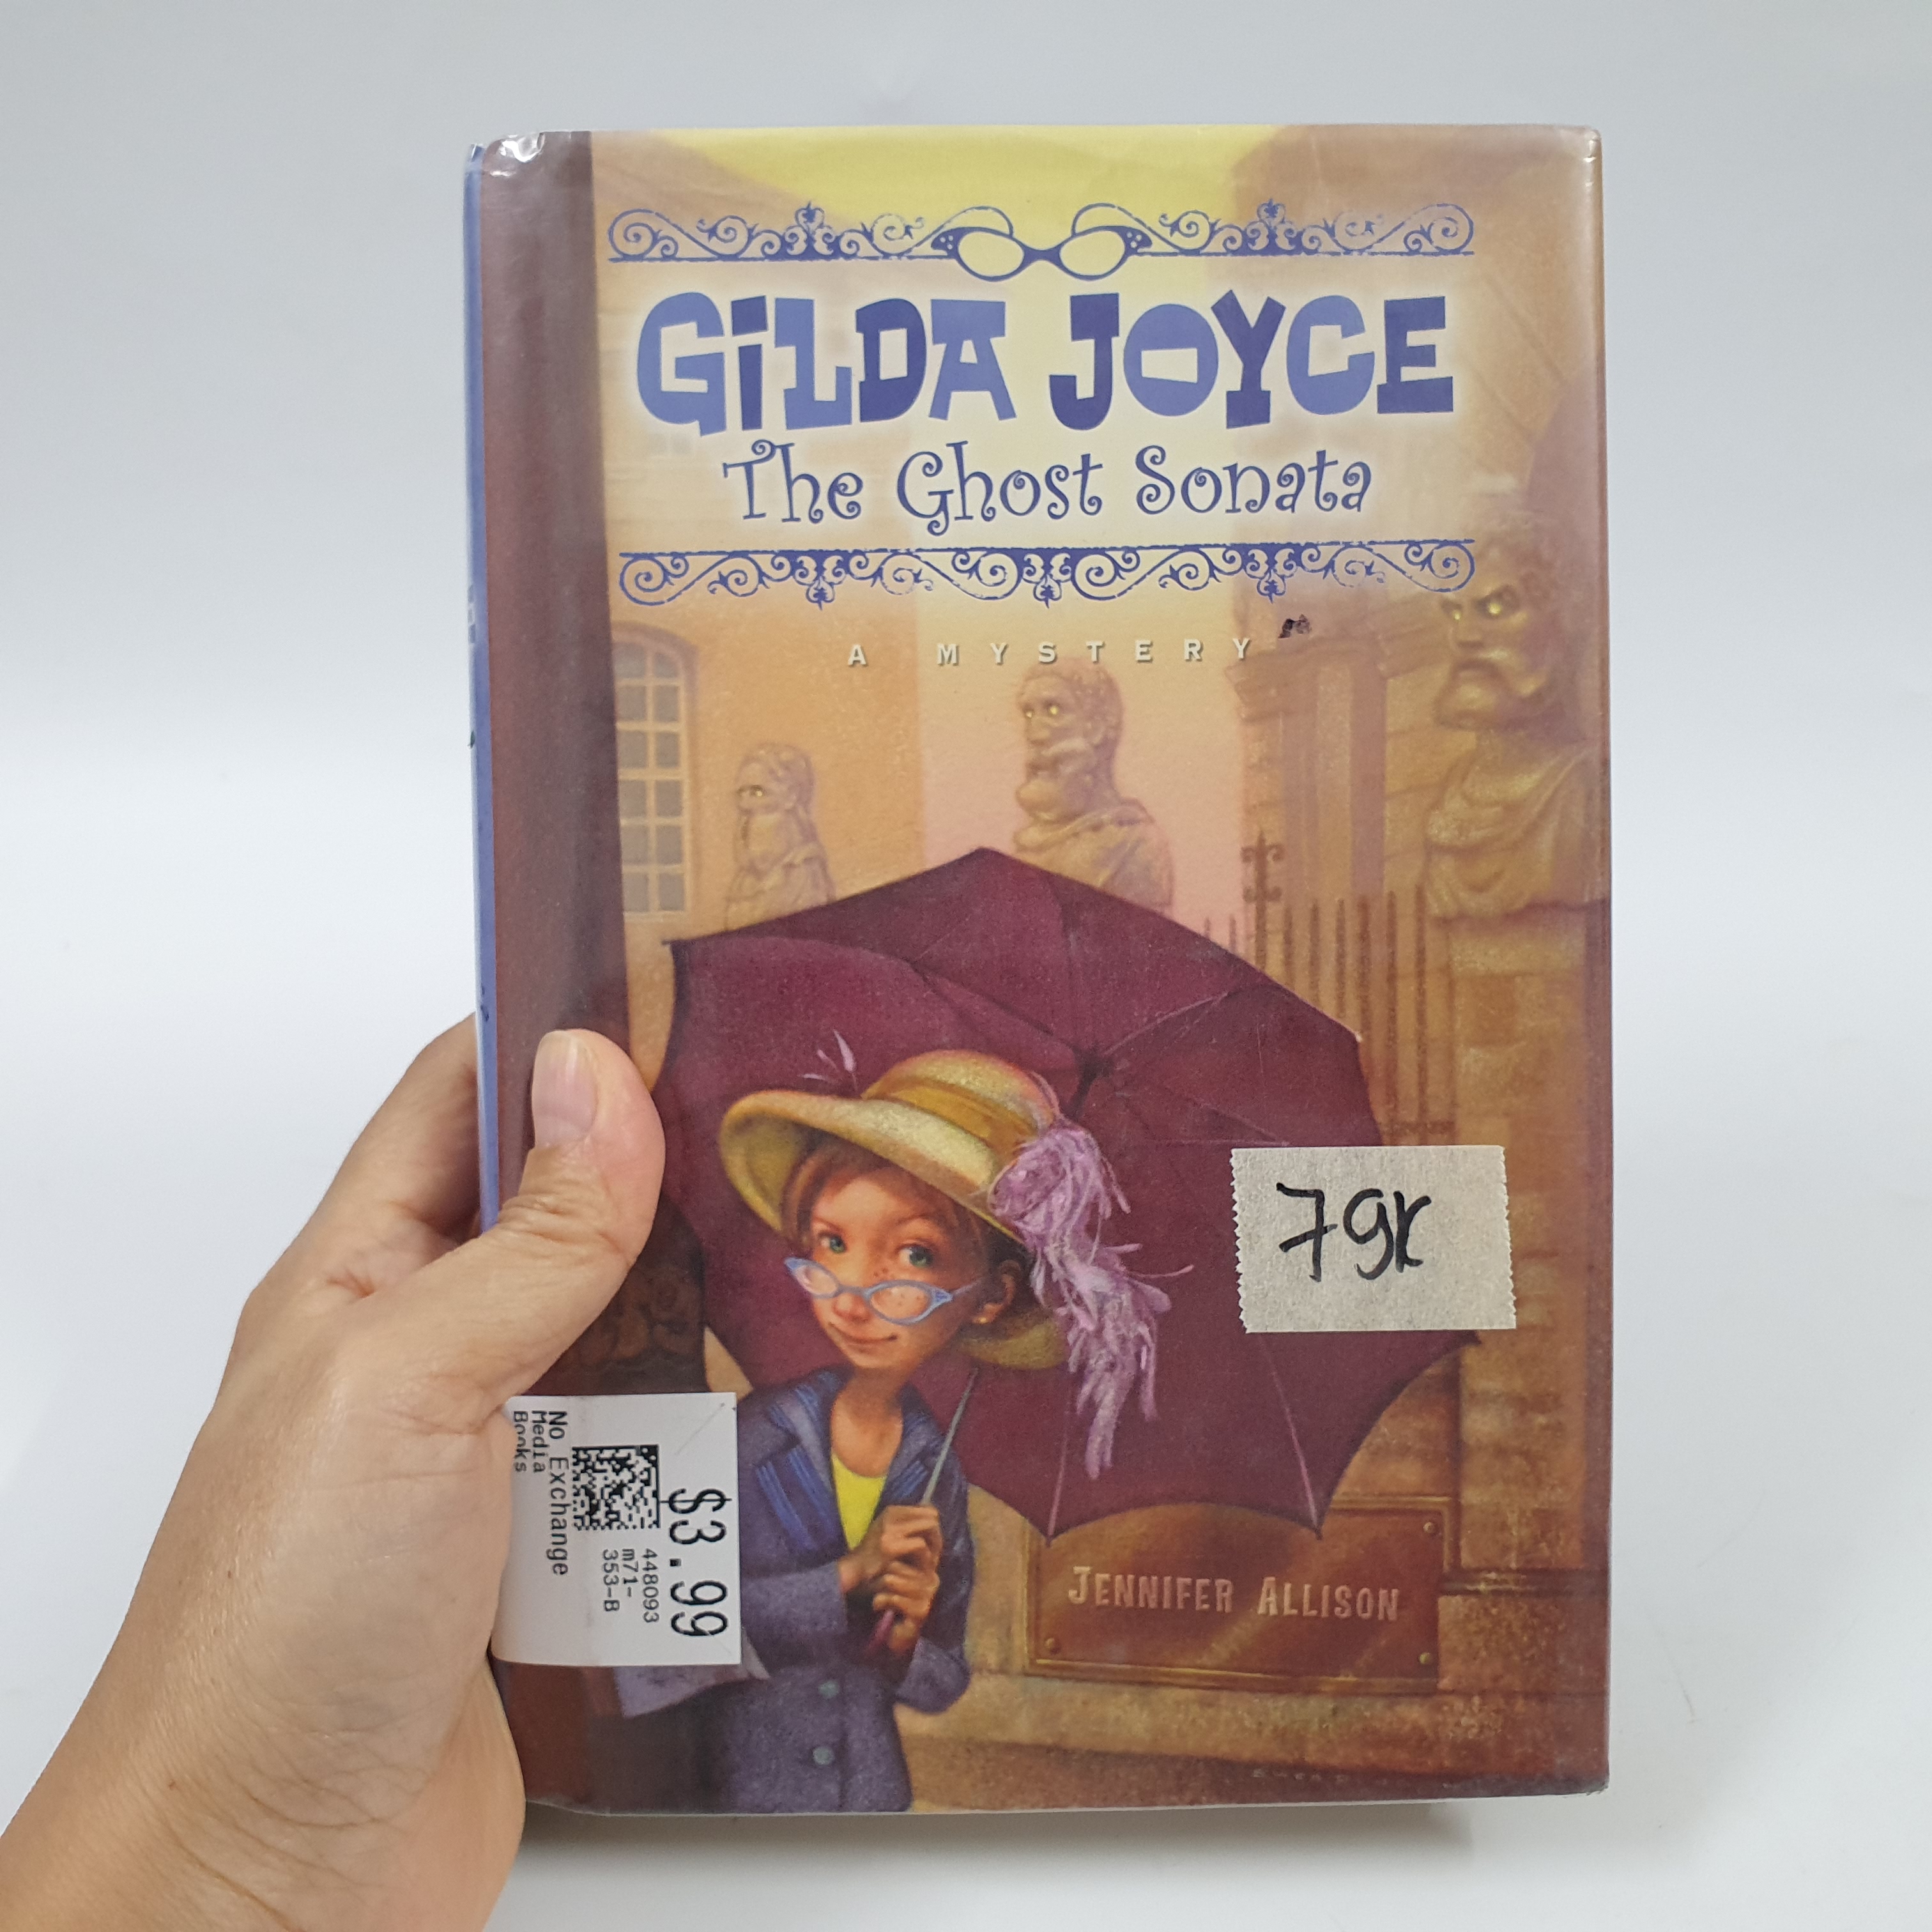 GiLDA JOYCE
The Ghost Sonata
A MYSTERY
79K
JENNIFER ALLISON
$3.99
448093
m71-
353-B
No Exchange
Media
Books